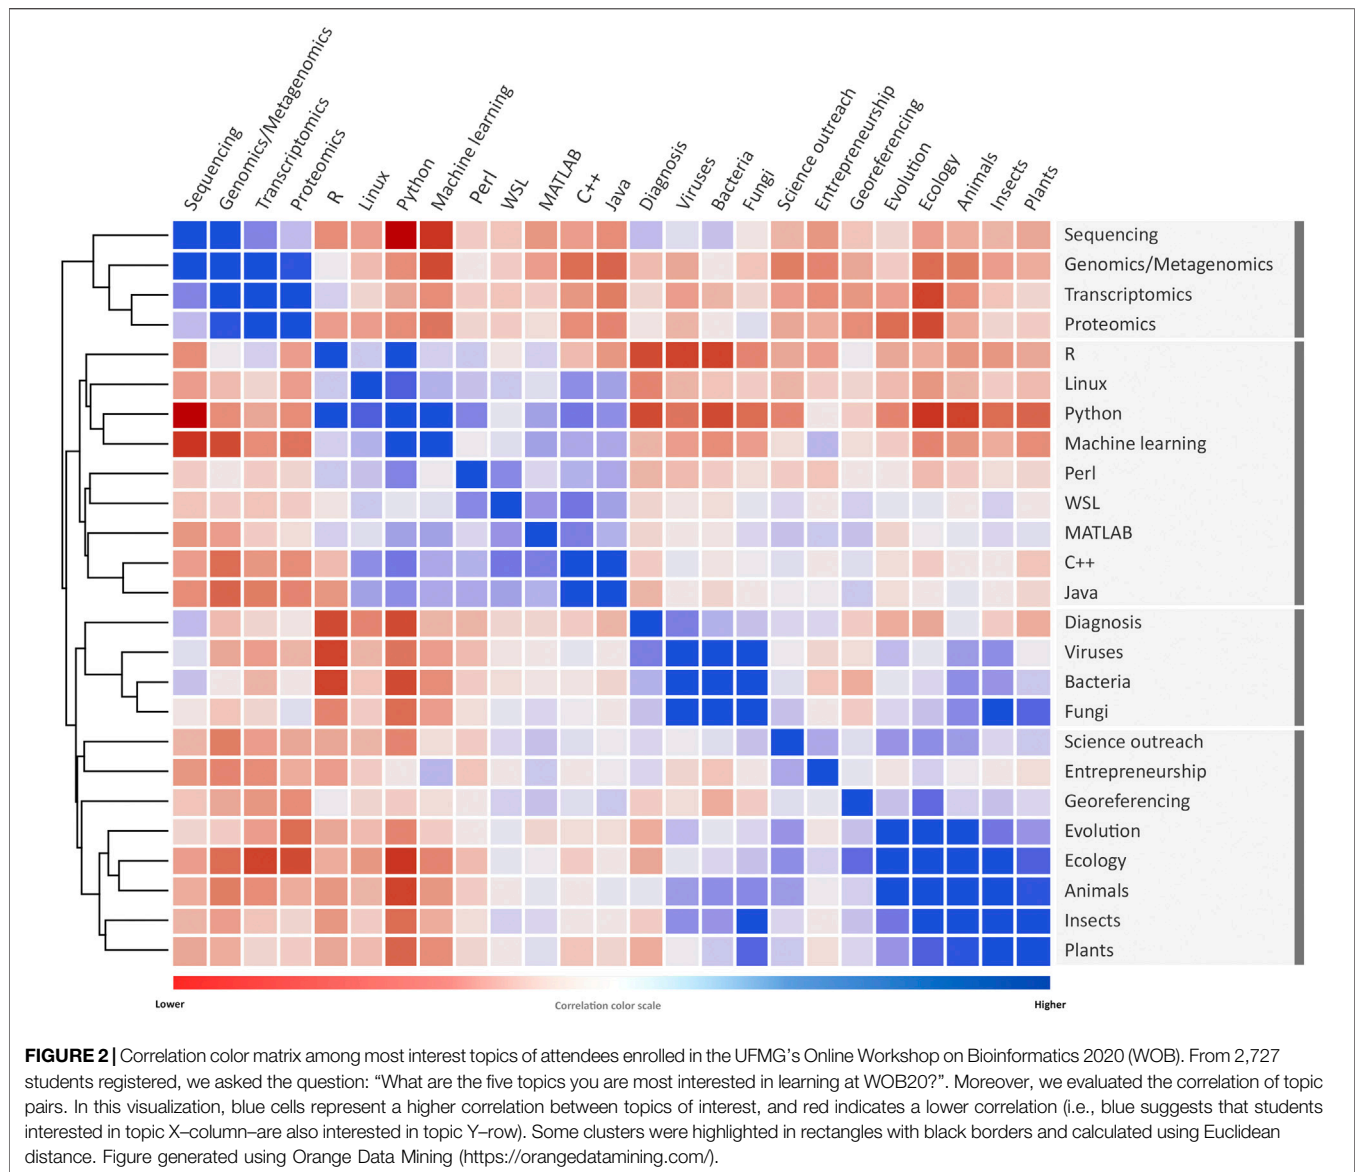 Sequencing
Genomics/Metagenomics
Transcriptomics
Proteomics
R
Linux
Python
Machine learning
Perl
WSL
MATLAB
C++
Java
Diagnosis
Viruses
Bacteria
Fungi
Science outreach
Entrepreneurship
Georeferencing
Evolution
Ecology
Animals
Insects
Plants
Sequencing
Genomics/Metagenomics
Transcriptomics
Proteomics
R
Linux
Python
Machine learning
Perl
WSL
MATLAB
C++
Java
Diagnosis
Viruses
Bacteria
Fungi
Science outreach
Entrepreneurship
Georeferencing
Evolution
Ecology
Animals
Insects
Plants
Lower
Correlation color scale
Higher
FIGURE 2 | Correlation color matrix among most interest topics of attendees enrolled in the UFMG's Online Workshop on Bioinformatics 2020 (WOB). From 2,727
students registered, we asked the question: “What are the five topics you are most interested in learning at WOB20?”. Moreover, we evaluated the correlation of topic
pairs. In this visualization, blue cells represent a higher correlation between topics of interest, and red indicates a lower correlation (i.e., blue suggests that students
interested in topic X–column–are also interested in topic Y–row). Some clusters were highlighted in rectangles with black borders and calculated using Euclidean
distance. Figure generated using Orange Data Mining (https://orangedatamining.com/).